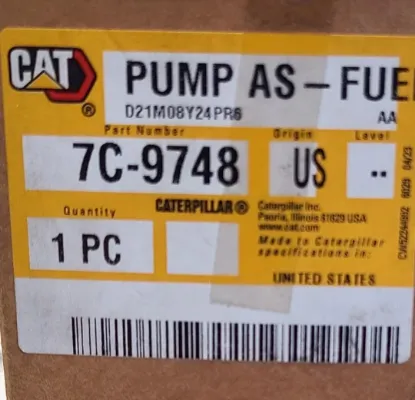 CAT
®
PUMP AS-FUE
D21M08Y24PR6
AA
Part Number
Origin
Level
7C-9748
US
..
Quantity
CATERPILLAR®
Caterpillar Inc.
Peoria, Illinois 61629 USA
www.cat.com
1 PC
Made to Caterpillar
specifications in:
UNITED STATES